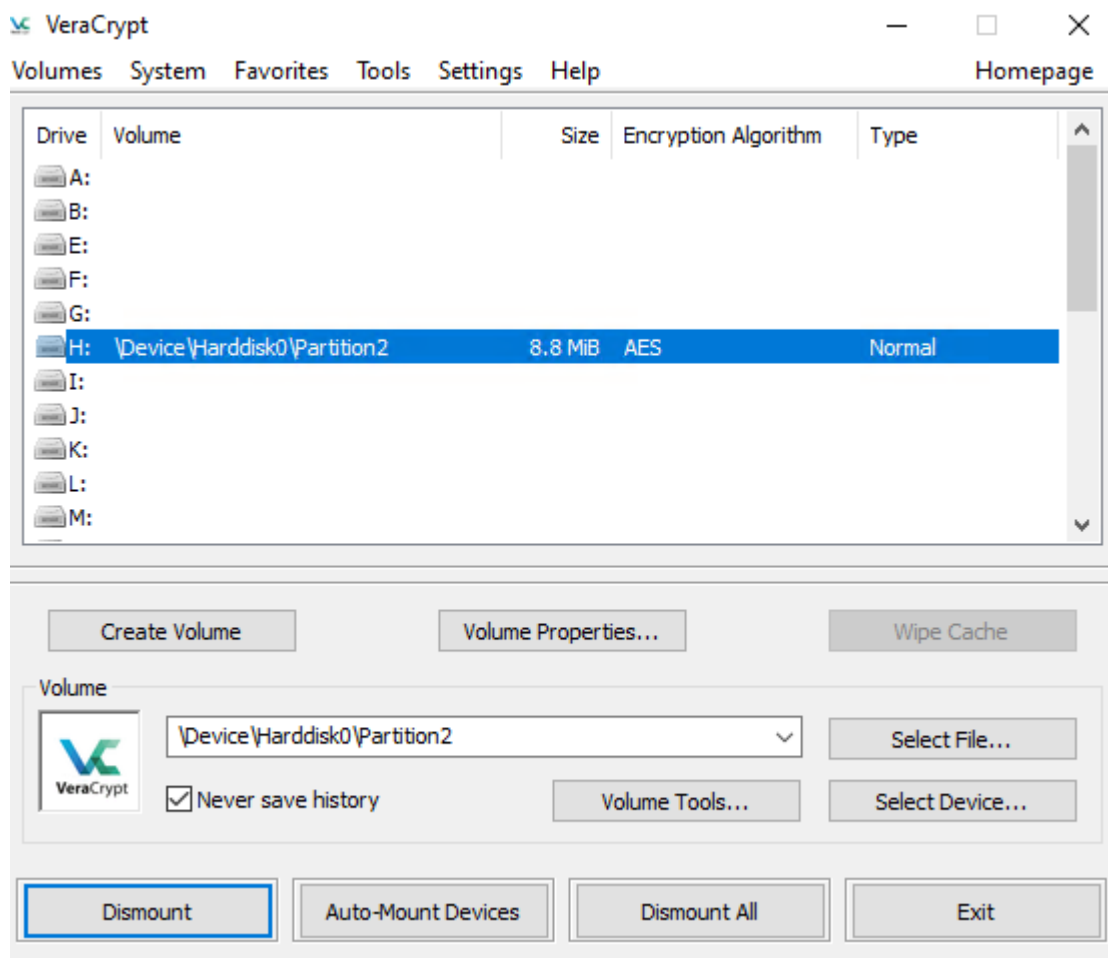 VeraCrypt
Volumes System Favorites Tools Settings Help Homepage
Drive Volume Size Encryption Algorithm Type
A:
B:
E:
F:
G:
H: \Device\Harddisk0\Partition2 8.8 MiB AES Normal
I:
J:
K:
L:
M:
Create Volume Volume Properties... Wipe Cache
Volume
\Device\Harddisk0\Partition2 Select File...
VeraCrypt
Never save history Volume Tools... Select Device...
Dismount Auto-Mount Devices Dismount All Exit